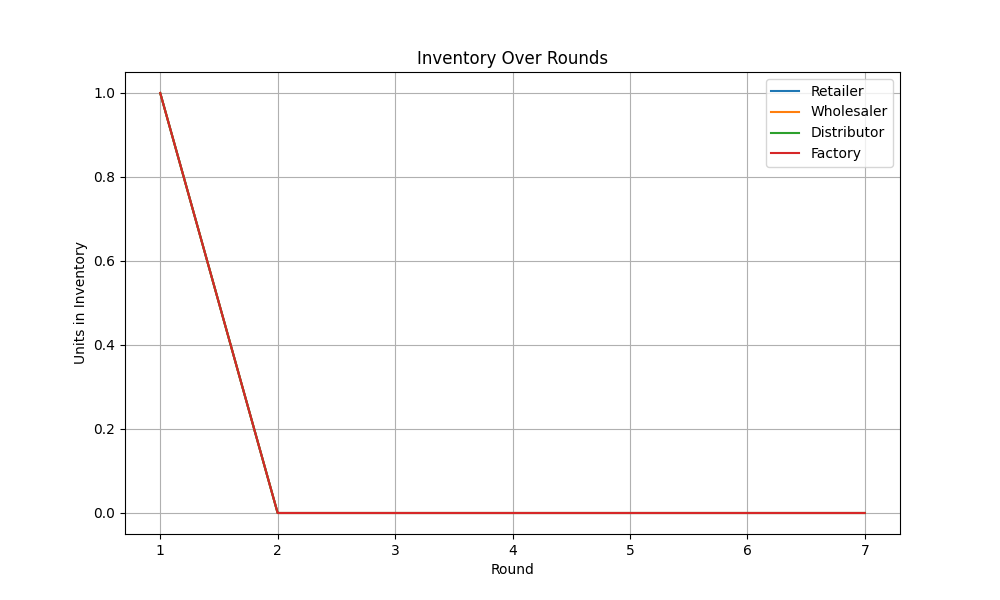 Inventory Over Rounds
Retailer
Wholesaler
Distributor
Factory
Units in Inventory
1.0
0.8
0.6
0.4
0.2
0.0
1 2 3 4 5 6 7
Round